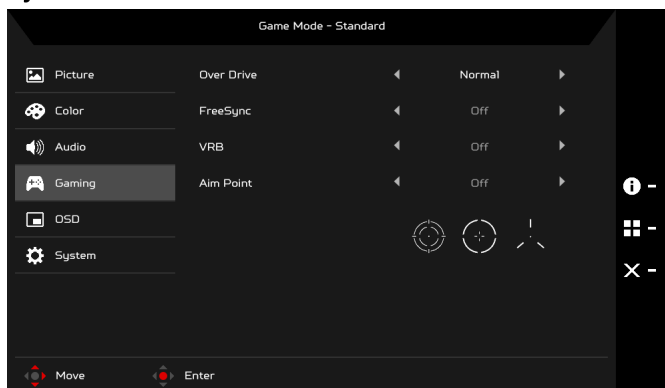 Game Mode - Standard
Picture
Over Drive Normal
Color
FreeSync Off
Audio
VRB Off
Gaming
Aim Point Off
OSD
System
Move Enter